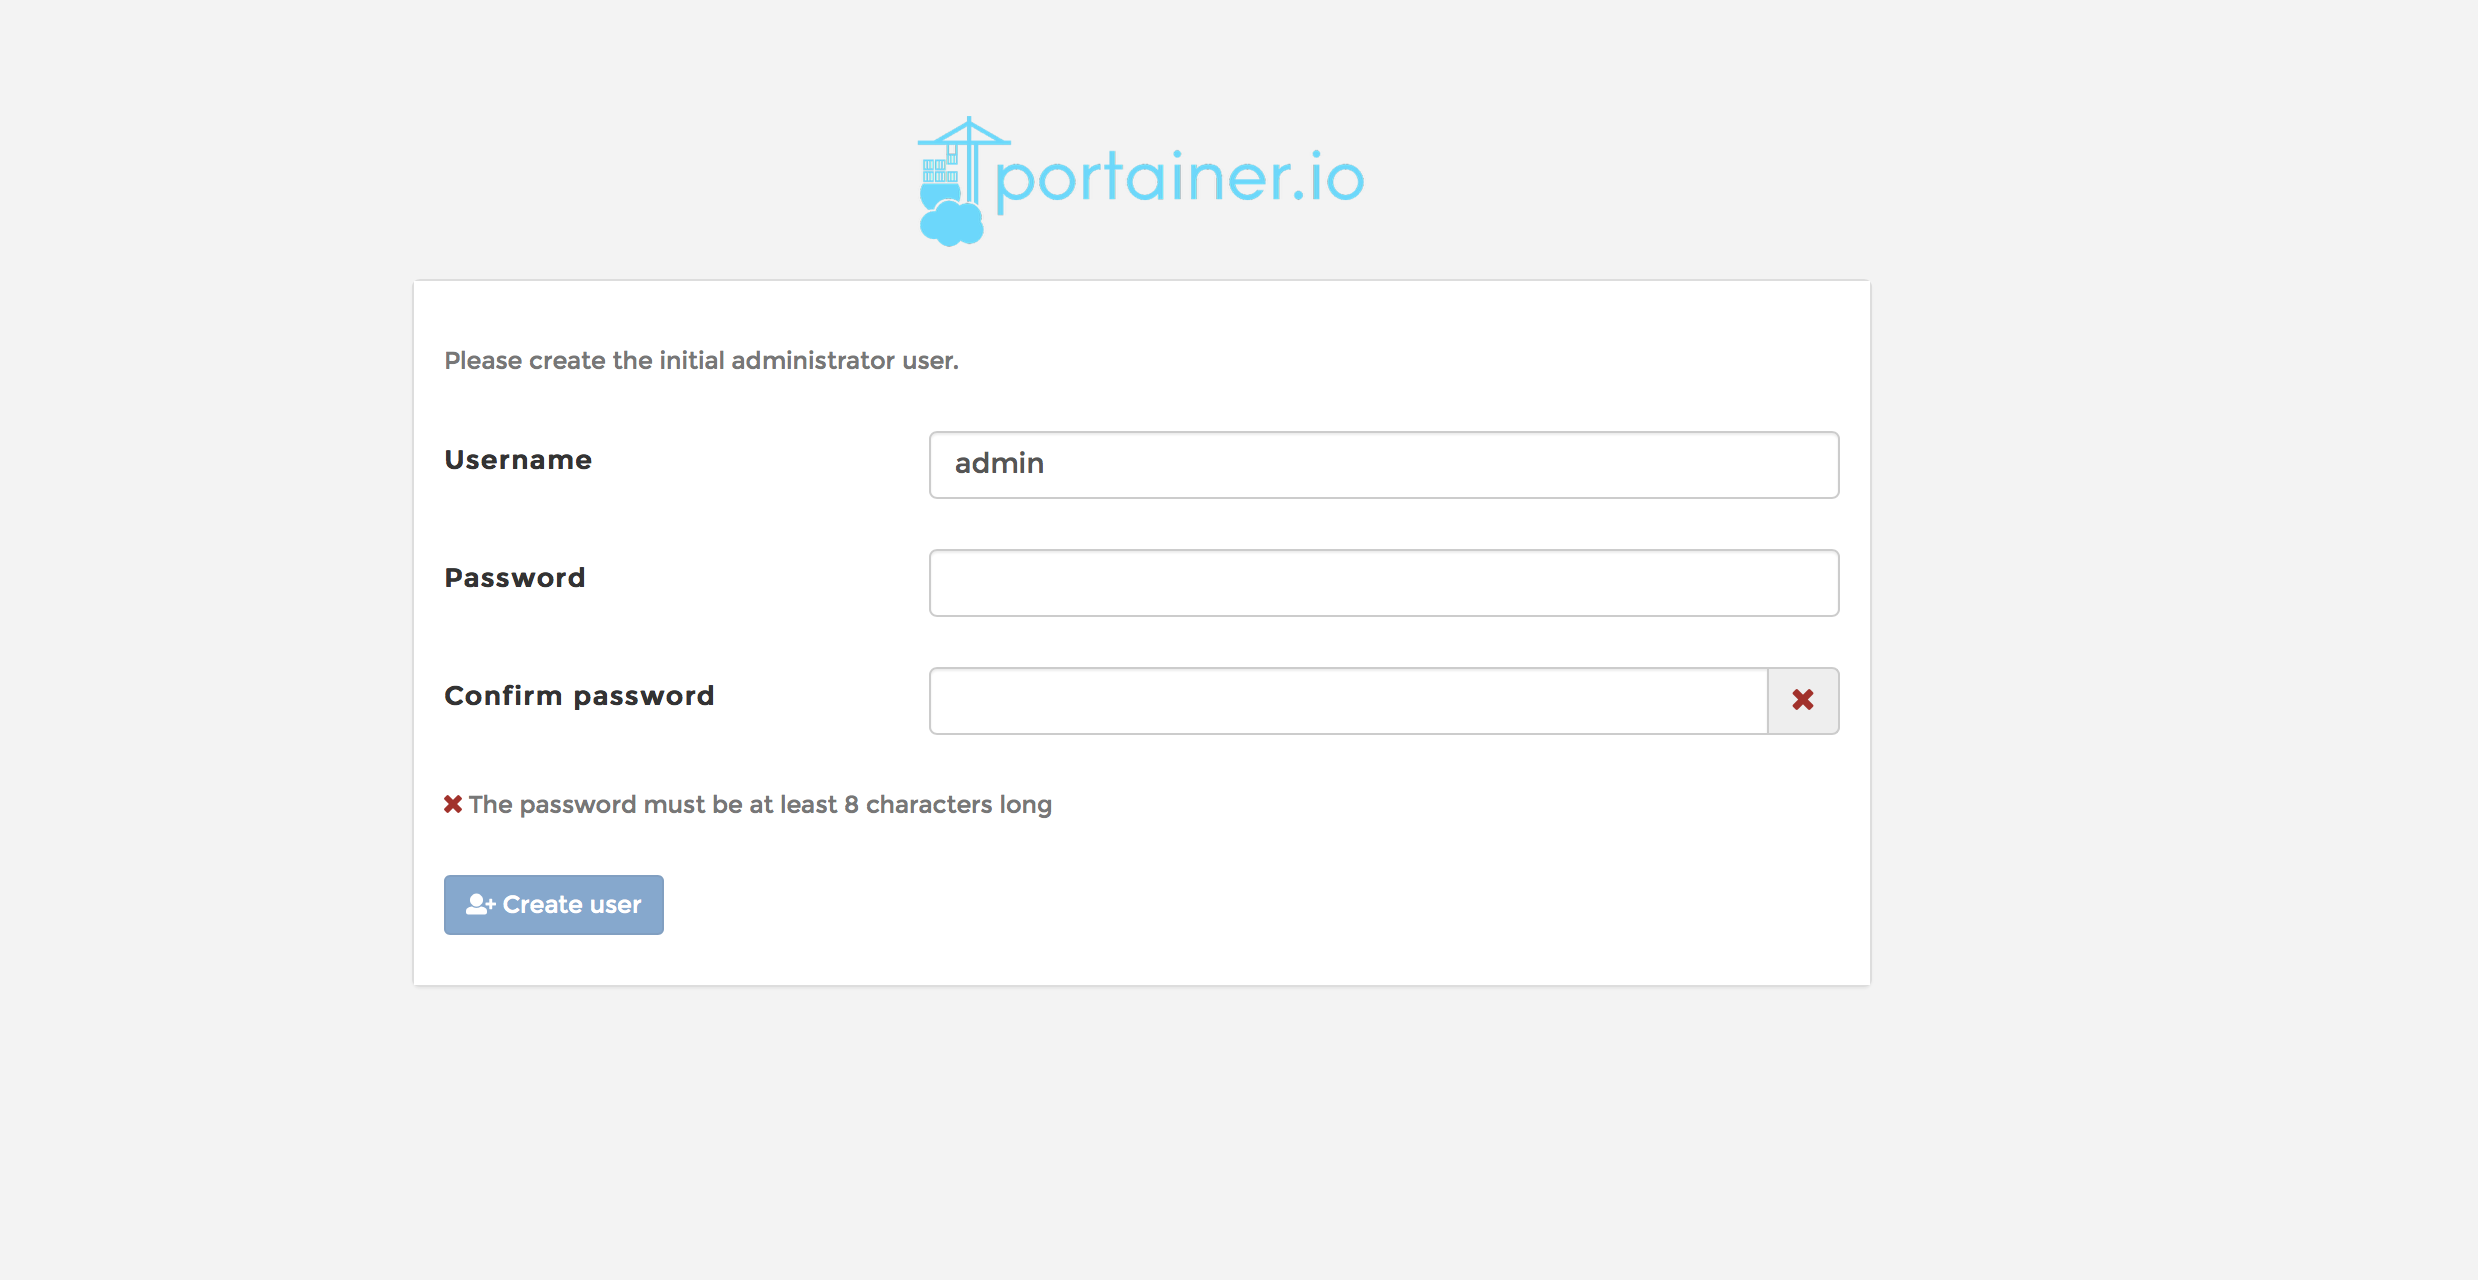 portainer.io
Please create the initial administrator user.
Username
admin
Password
Confirm password
The password must be at least 8 characters long
Create user